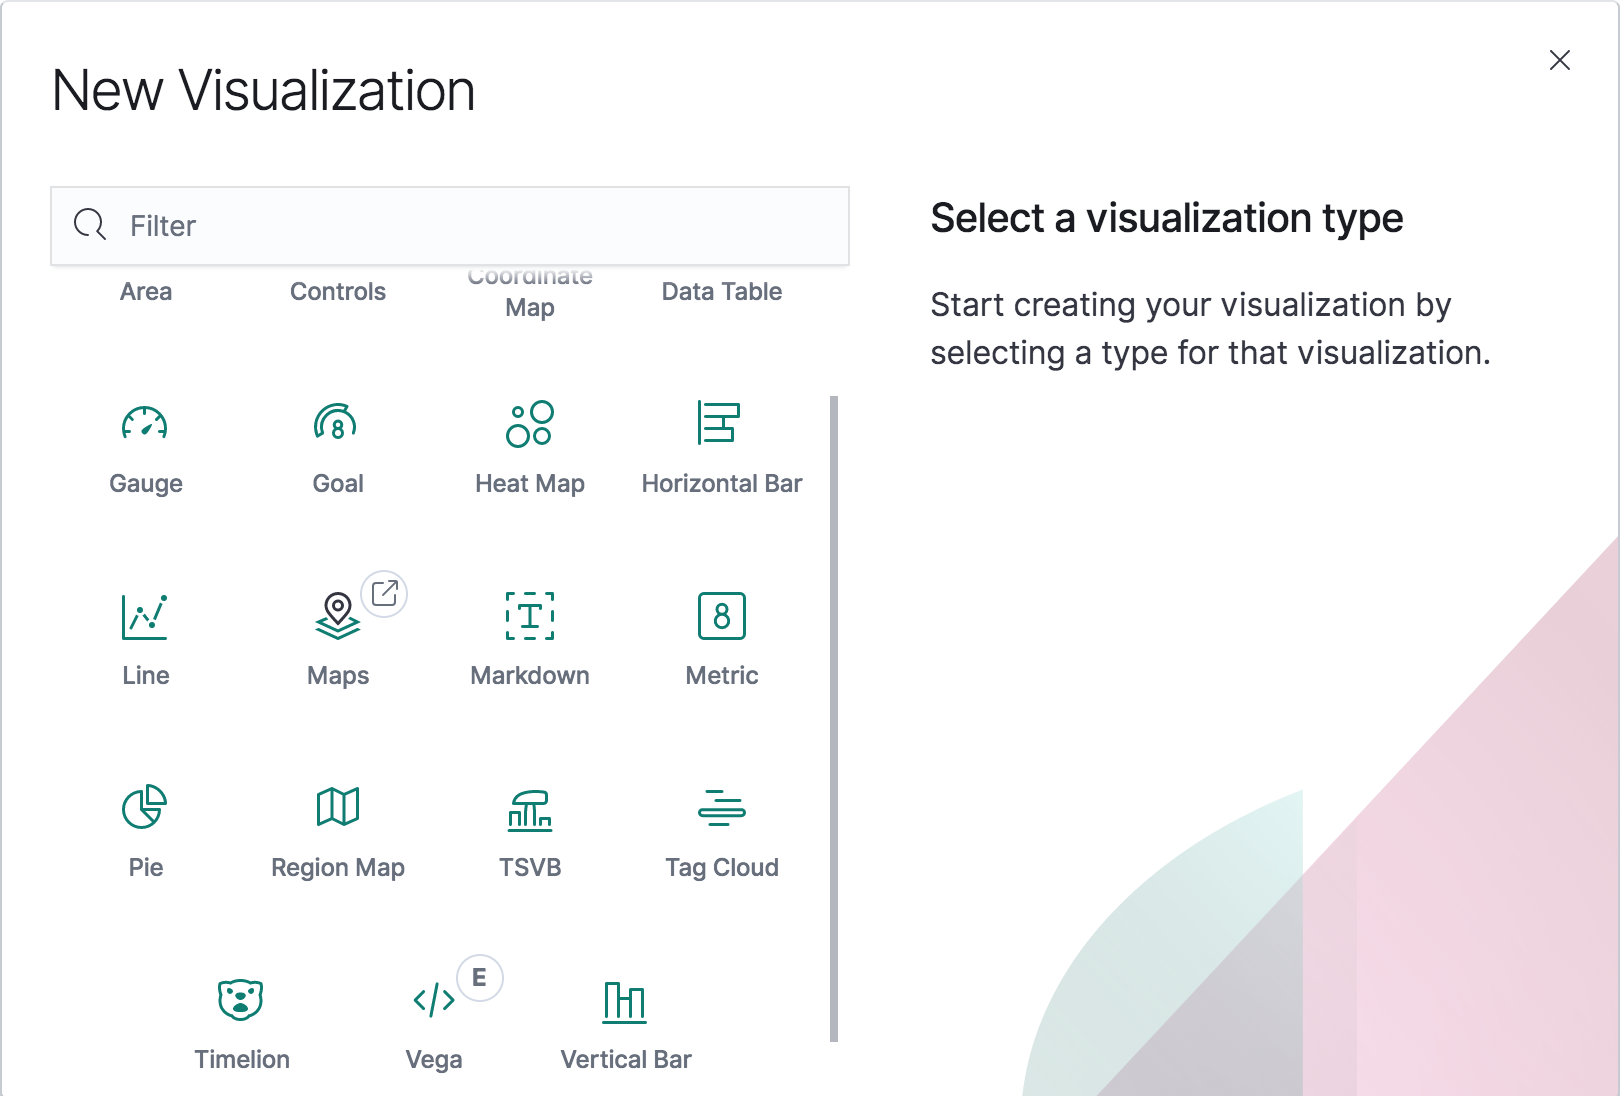 New Visualization
Filter
Select a visualization type
Start creating your visualization by
selecting a type for that visualization.
Area
Controls
Coordinate
Map
Data Table
8
Gauge
Goal
Heat Map
Horizontal Bar
T
8
Line
Maps
Markdown
Metric
Pie
Region Map
TSVB
Tag Cloud
E
Timelion
Vega
Vertical Bar